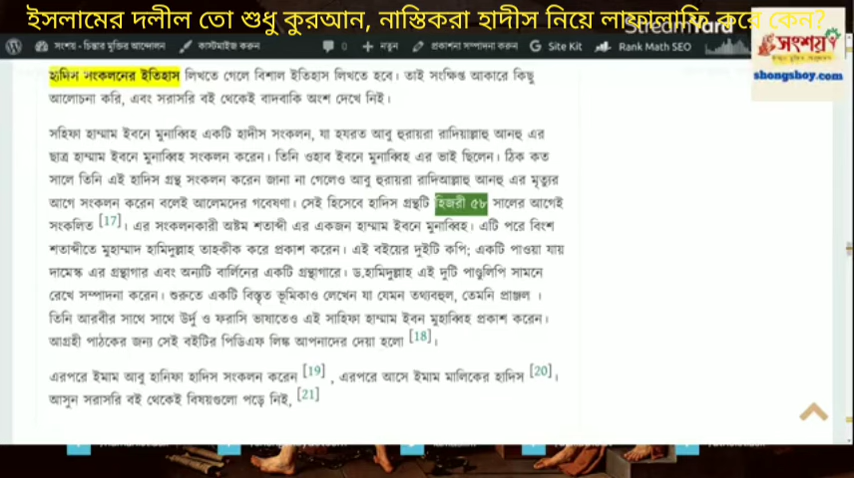 ইসলামের দলীল তো শুধু কুরআন, নাস্তিকরা হাদীস নিয়ে লাফালাফি করে কেন?
StreamYard
সংশয় - চিন্তার মুক্তির আন্দোলন কাস্টমাইজ করুন 0 নতুন প্রকাশনা সম্পাদনা করুন Site Kit Rank Math SEO
সংশয়
shongshoy.com
হাদিস সংকলনের ইতিহাস লিখতে গেলে বিশাল ইতিহাস লিখতে হবে। তাই সংক্ষিপ্ত আকারে কিছু
আলোচনা করি, এবং সরাসরি বই থেকেই বাদবাকি অংশ দেখে নিই।
সহিফা হাম্মাম ইবনে মুনাব্বিহ একটি হাদীস সংকলন, যা হযরত আবু হুরায়রা রাদিয়াল্লাহু আনহু এর
ছাত্র হাম্মাম ইবনে মুনাব্বিহ সংকলন করেন। তিনি ওহাব ইবনে মুনাব্বিহ এর ভাই ছিলেন। ঠিক কত
সালে তিনি এই হাদিস গ্রন্থ সংকলন করেন জানা না গেলেও আবু হুরায়রা রাদিআল্লাহু আনহু এর মৃত্যুর
আগে সংকলন করেন বলেই আলেমদের গবেষণা। সেই হিসেবে হাদিস গ্রন্থটি হিজরী ৫৮ সালের আগেই
সংকলিত [17]। এর সংকলনকারী অষ্টম শতাব্দী এর একজন হাম্মাম ইবনে মুনাব্বিহ। এটি পরে বিংশ
শতাব্দীতে মুহাম্মাদ হামিদুল্লাহ তাহকীক করে প্রকাশ করেন। এই বইয়ের দুইটি কপি; একটি পাওয়া যায়
দামেস্ক এর গ্রন্থাগার এবং অন্যটি বার্লিনের একটি গ্রন্থাগারে। ড.হামিদুল্লাহ এই দুটি পাণ্ডুলিপি সামনে
রেখে সম্পাদনা করেন। শুরুতে একটি বিস্তৃত ভূমিকাও লেখেন যা যেমন তথ্যবহুল, তেমনি প্রাঞ্জল ।
তিনি আরবীর সাথে সাথে উর্দু ও ফরাসি ভাষাতেও এই সাহিফা হাম্মাম ইবন মুহাব্বিহ প্রকাশ করেন।
আগ্রহী পাঠকের জন্য সেই বইটির পিডিএফ লিঙ্ক আপনাদের দেয়া হলো [18]।
এরপরে ইমাম আবু হানিফা হাদিস সংকলন করেন [19] , এরপরে আসে ইমাম মালিকের হাদিস [20]।
আসুন সরাসরি বই থেকেই বিষয়গুলো পড়ে নিই, [21]